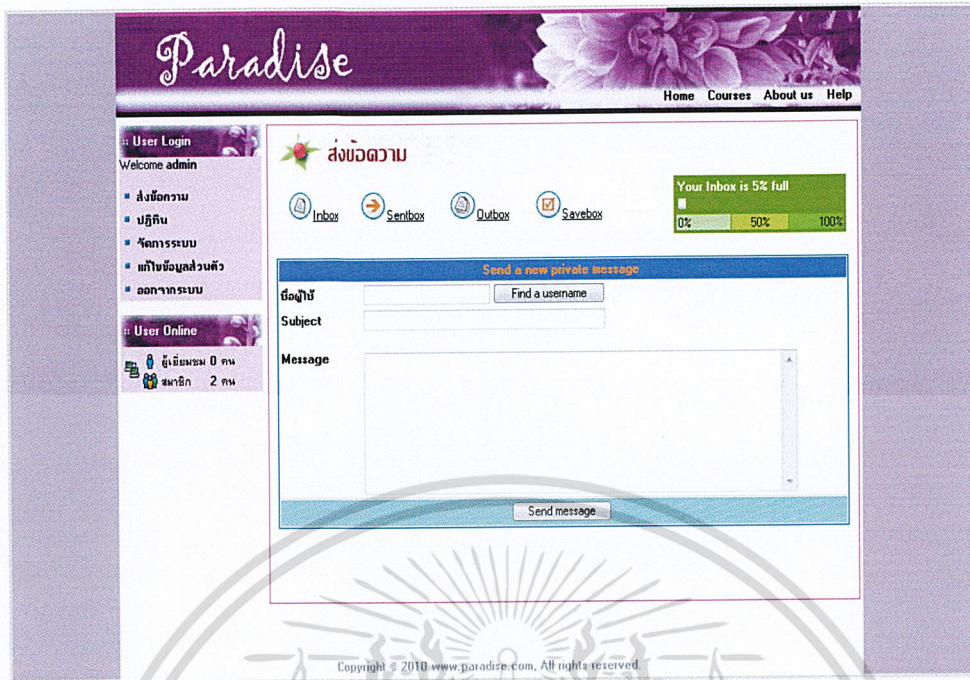 Paradise
Home Courses About us Help
:: User Login
Welcome admin
ส่งข้อความ
ปฏิทิน
จัดการระบบ
แก้ไขข้อมูลส่วนตัว
ออกจากระบบ
:: User Online
ผู้เยี่ยมชม 0 คน
สมาชิก 2 คน
ส่งข้อความ
Inbox Sentbox Outbox Savebox
Your Inbox is 5% full
0% 50% 100%
Send a new private message
ชื่อผู้ใช้ Find a username
Subject
Message
Send message
Copyright © 2010 www.paradise.com, All rights reserved.